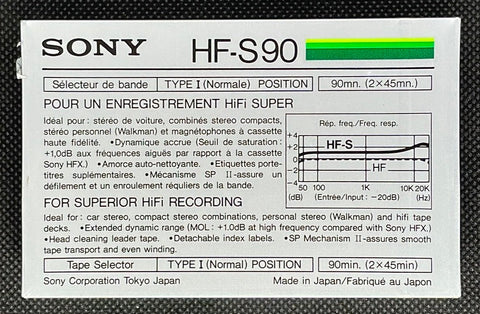 SONY HF-S90
Sélecteur de bande TYPE I (Normale) POSITION 90mn. (2×45mn.)
POUR UN ENREGISTREMENT HiFi SUPER
Idéal pour: stéréo de voiture, combinés stereo compacts,
stéréo personnel (Walkman) et magnétophones à cassette
haute fidélité. •Dynamique accrue (Seuil de saturation:
+1,0dB aux fréquences aiguës par rapport à la cassette
Sony HFX.) •Amorce auto-nettoyante. •Etiquettes porte-
titres suplémentaires. •Mécanisme SP II-assure un
défilement et un enroulement réguliers de la bande.
Rép. freq./Freq. resp.
+4
+2
0
-2
-4
HF-S
HF
50 100 1K 10K 20K
(dB) (Entrée/Input: -20dB) (Hz)
FOR SUPERIOR HiFi RECORDING
Ideal for: car stereo, compact stereo combinations, personal stereo (Walkman) and hifi tape
decks. •Extended dynamic range (MOL: +1.0dB at high frequency compared with Sony HFX.)
•Head cleaning leader tape. •Detachable index labels. •SP Mechanism II-assures smooth
tape transport and even winding.
Tape Selector TYPE I (Normal) POSITION 90min. (2×45min)
Sony Corporation Tokyo Japan Made in Japan/Fabriqué au Japon